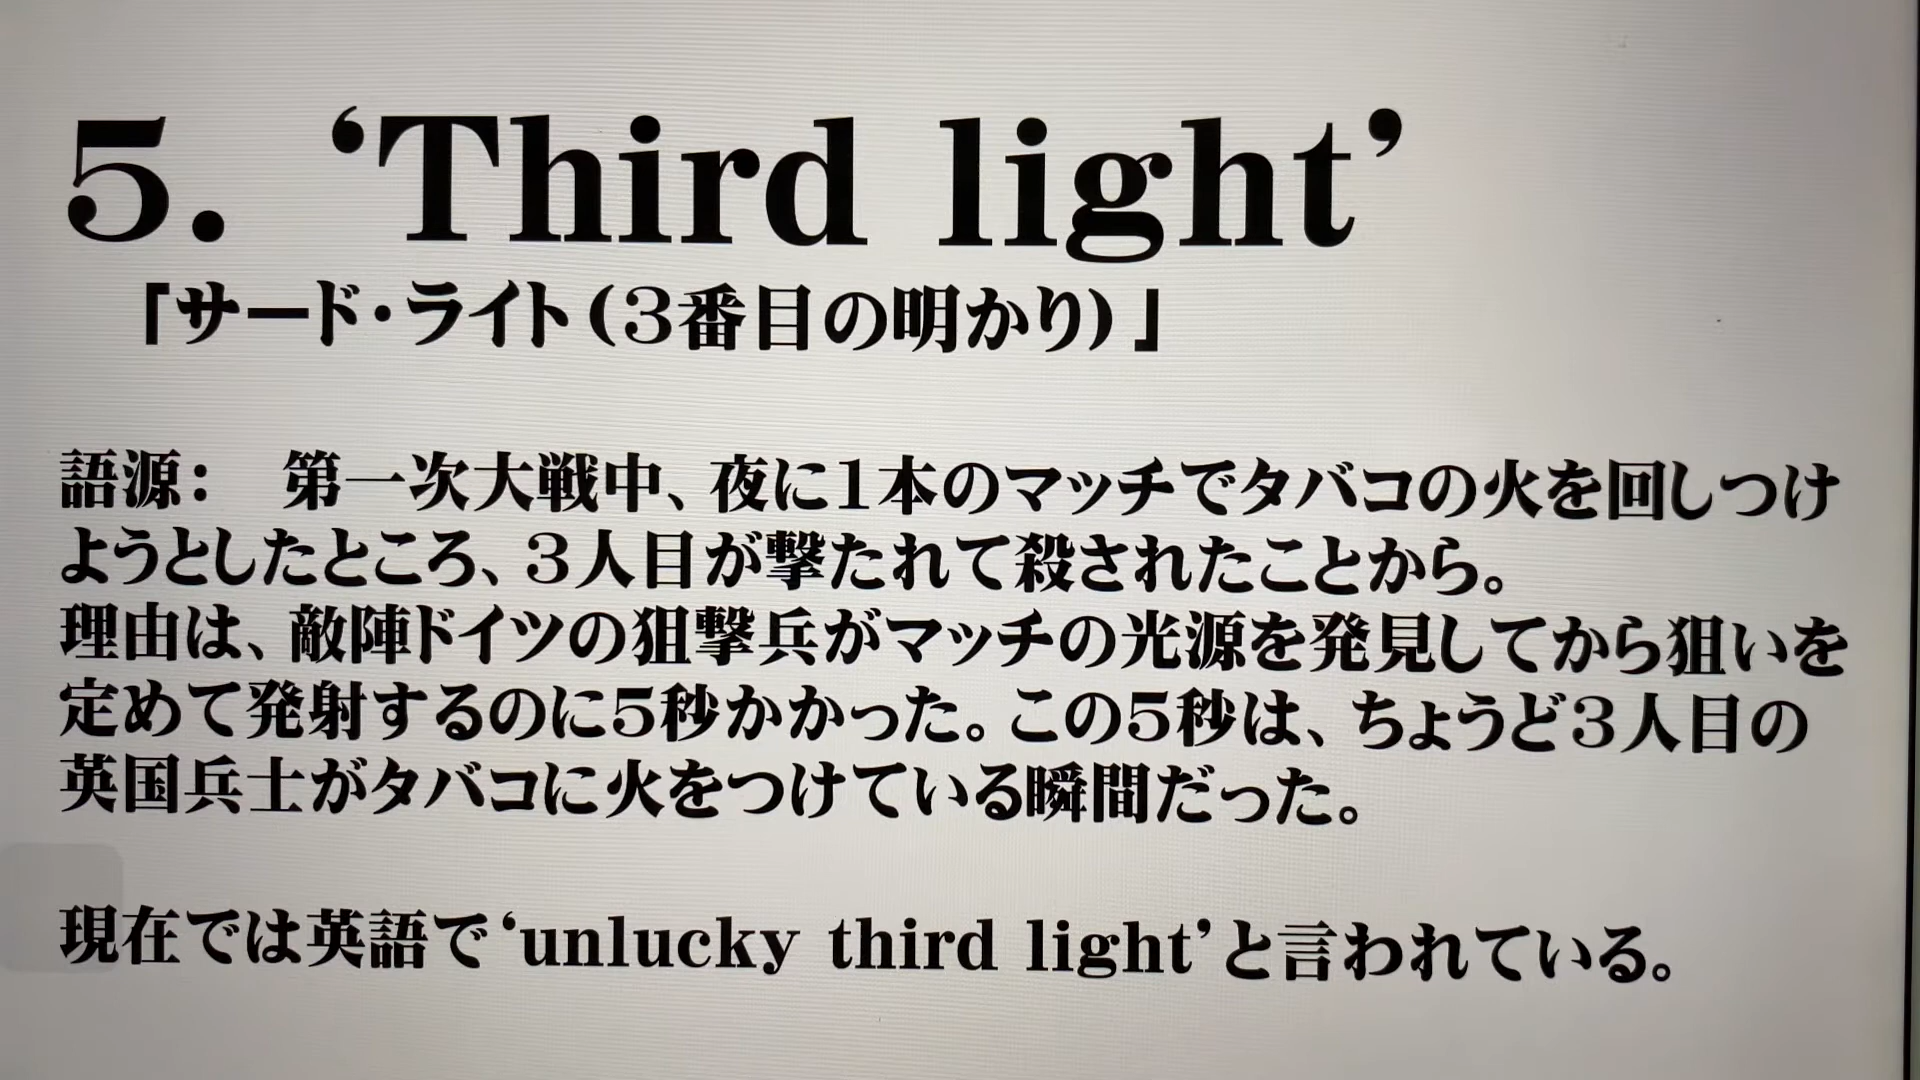 5. ‘Third light’
「サード・ライト(3番目の明かり)」
語源： 第一次大戦中、夜に1本のマッチでタバコの火を回しつけ
ようとしたところ、3人目が撃たれて殺されたことから。
理由は、敵陣ドイツの狙撃兵がマッチの光源を発見してから狙いを
定めて発射するのに5秒かかった。この5秒は、ちょうど3人目の
英国兵士がタバコに火をつけている瞬間だった。
現在では英語で‘unlucky third light’と言われている。